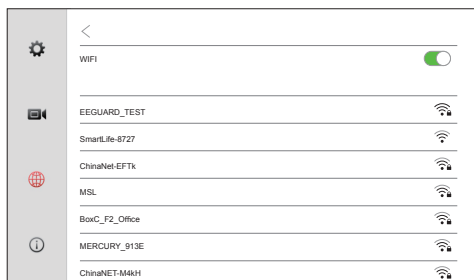 WIFI
EEGUARD_TEST
SmartLife-8727
ChinaNet-EFTk
MSL
BoxC_F2_Office
MERCURY_913E
ChinaNET-M4kH